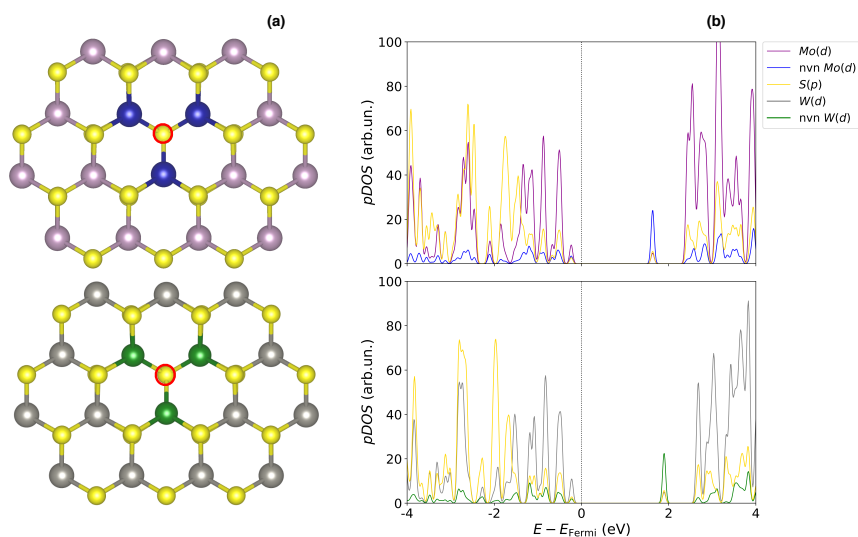 (a)
(b)
pDOS (arb.un.)
100
80
60
40
20
0
Mo(d)
nvn Mo(d)
S(p)
W(d)
nvn W(d)
pDOS (arb.un.)
100
80
60
40
20
0
-4
-2
0
2
4
E − E_Fermi (eV)